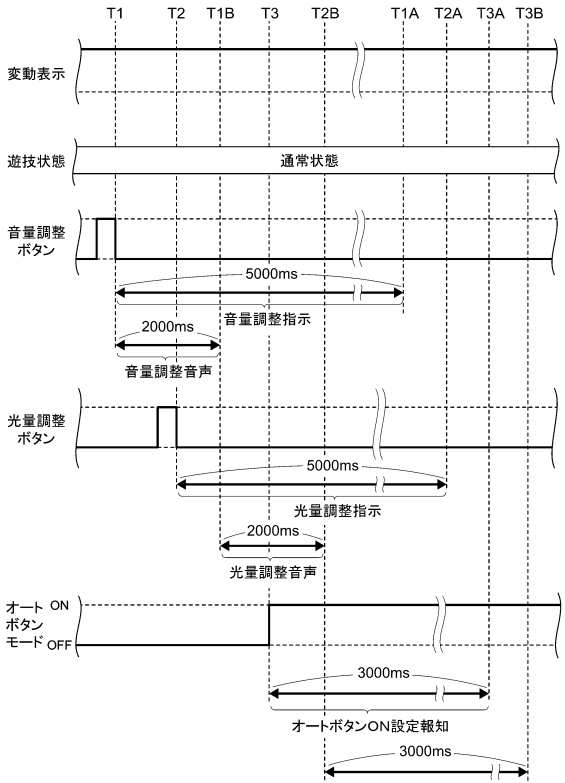 T1 T2 T1B T3 T2B T1A T2A T3A T3B
変動表示
遊技状態
通常状態
音量調整
ボタン
5000ms
音量調整指示
2000ms
音量調整音声
光量調整
ボタン
5000ms
光量調整指示
2000ms
光量調整音声
オート ON
ボタン
モード OFF
3000ms
オートボタンON設定報知
3000ms